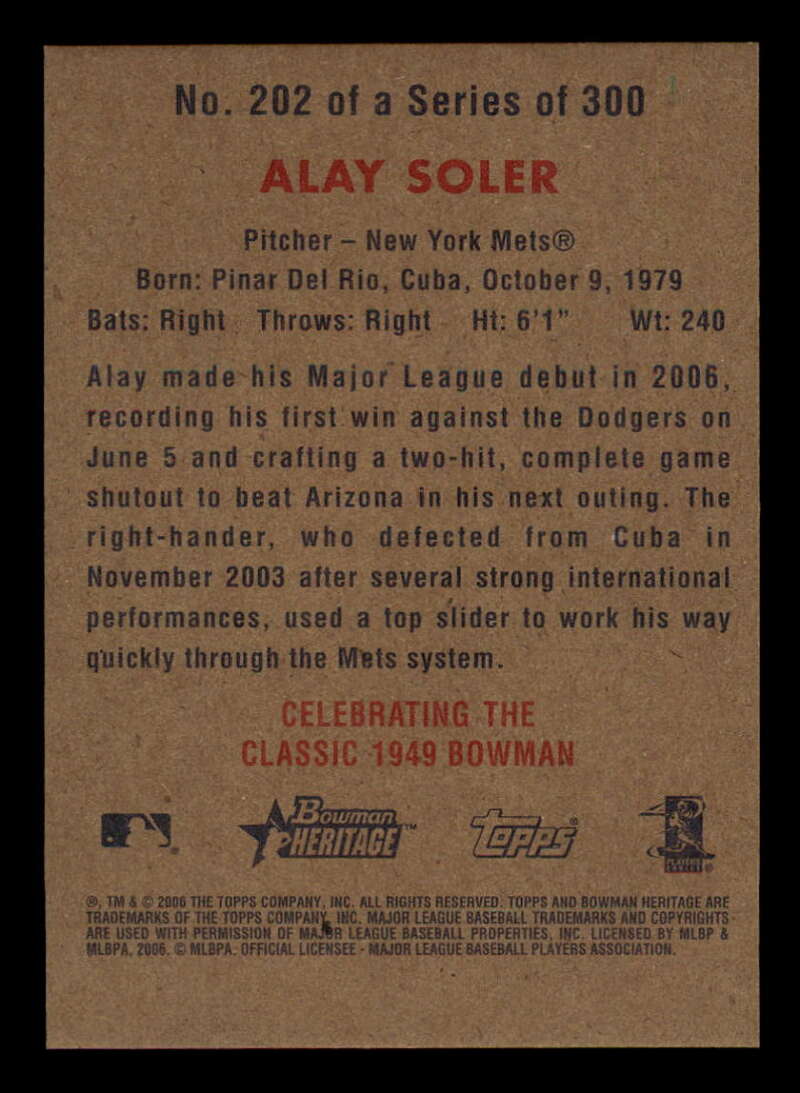 No. 202 of a Series of 300
ALAY SOLER
Pitcher – New York Mets®
Born: Pinar Del Rio, Cuba, October 9, 1979
Bats: Right Throws: Right Ht: 6'1" Wt: 240
Alay made his Major League debut in 2006,
recording his first win against the Dodgers on
June 5 and crafting a two-hit, complete game
shutout to beat Arizona in his next outing. The
right-hander, who defected from Cuba in
November 2003 after several strong international
performances, used a top slider to work his way
quickly through the Mets system.
CELEBRATING THE
CLASSIC 1949 BOWMAN
Bowman HERITAGE™
Topps®
PLAYERS
®, TM & © 2006 THE TOPPS COMPANY, INC. ALL RIGHTS RESERVED. TOPPS AND BOWMAN HERITAGE ARE
TRADEMARKS OF THE TOPPS COMPANY, INC. MAJOR LEAGUE BASEBALL TRADEMARKS AND COPYRIGHTS
ARE USED WITH PERMISSION OF MAJOR LEAGUE BASEBALL PROPERTIES, INC. LICENSED BY MLBP &
MLBPA, 2006. © MLBPA. OFFICIAL LICENSEE - MAJOR LEAGUE BASEBALL PLAYERS ASSOCIATION.